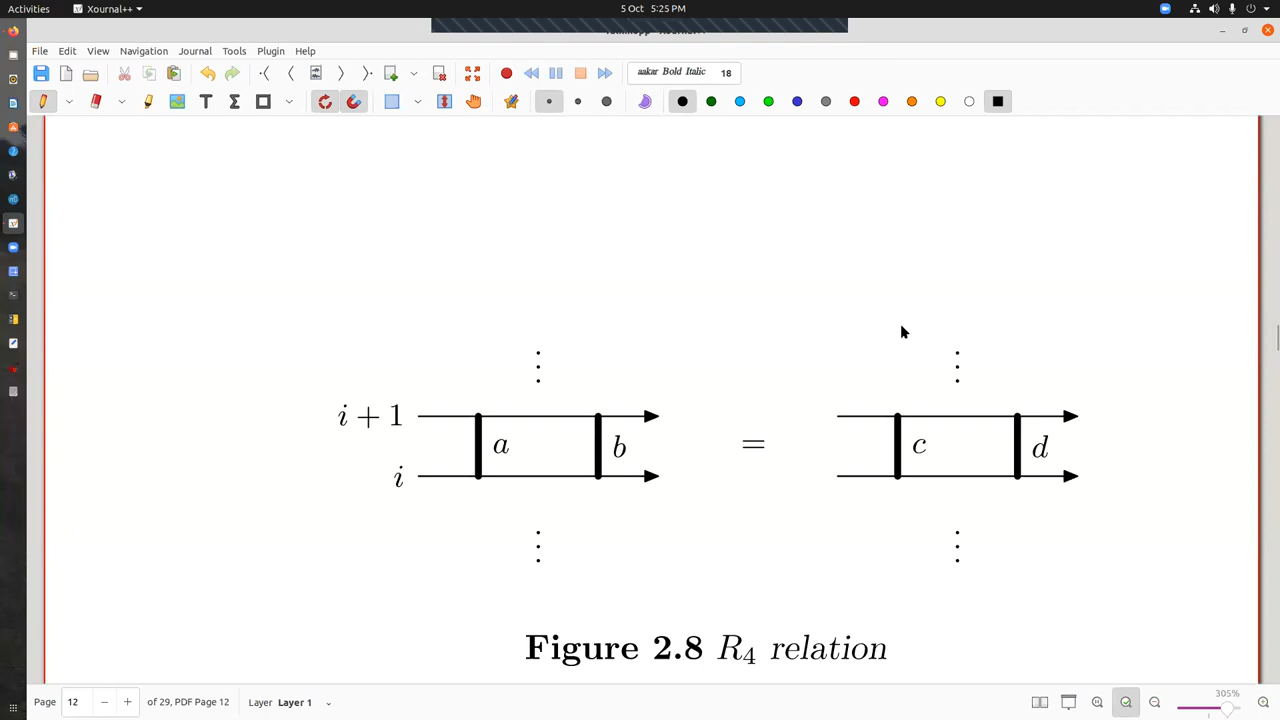 Activities Xournal++ 5 Oct 5:25 PM
File Edit View Navigation Journal Tools Plugin Help
aakar Bold Italic 18
i + 1 a b = c d
i
Figure 2.8 R₄ relation
Page 12 of 29, PDF Page 12 Layer Layer 1 305%